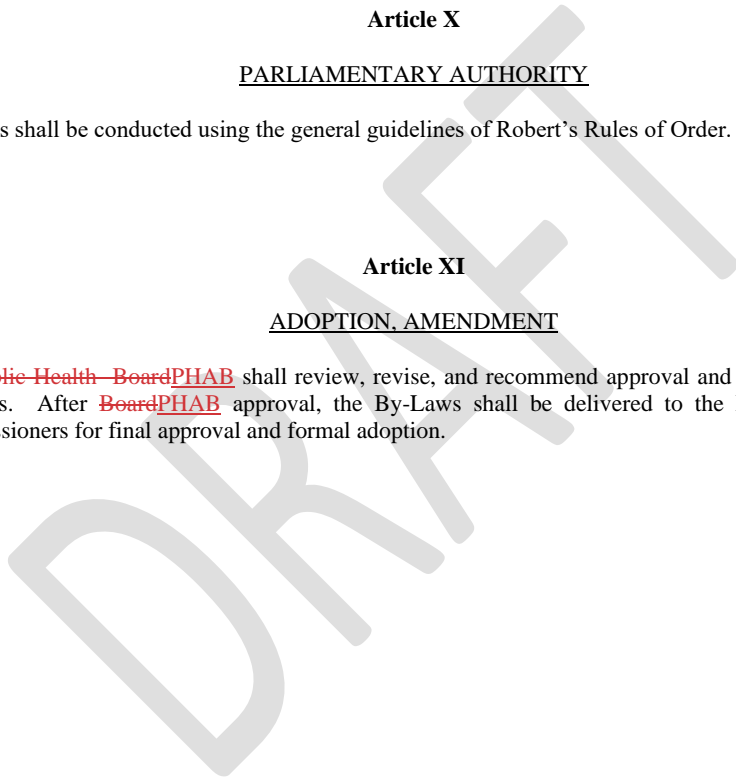 Article X
PARLIAMENTARY AUTHORITY
s shall be conducted using the general guidelines of Robert’s Rules of Order.
Article XI
ADOPTION, AMENDMENT
lic Health BoardPHAB shall review, revise, and recommend approval and
s. After BoardPHAB approval, the By-Laws shall be delivered to the
sioners for final approval and formal adoption.
DRAFT